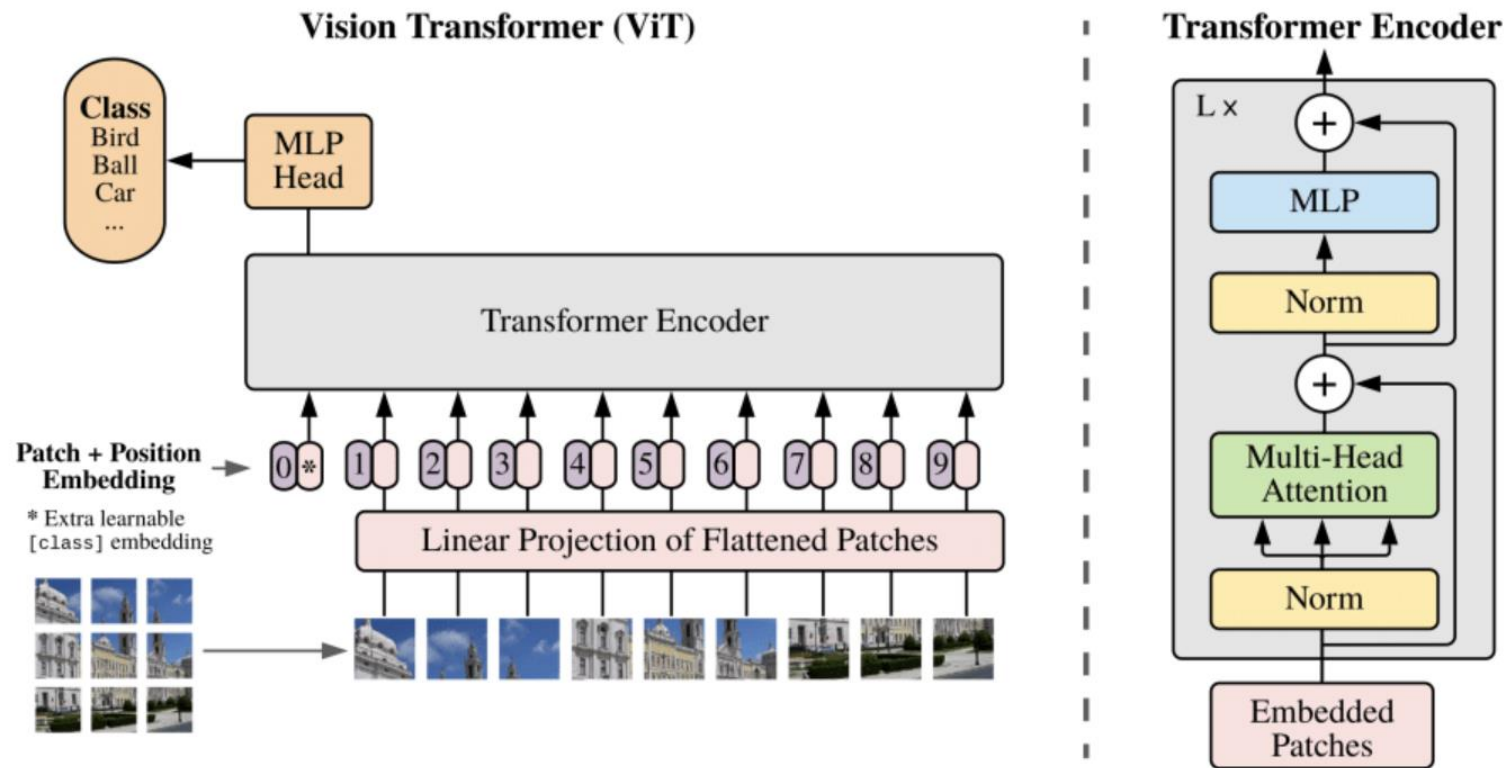 Vision Transformer (ViT)
Class
Bird
Ball
Car
...
MLP
Head
Transformer Encoder
Patch + Position
Embedding
0 * 1 2 3 4 5 6 7 8 9
* Extra learnable
[class] embedding
Linear Projection of Flattened Patches
Transformer Encoder
L x
+
MLP
Norm
+
Multi-Head
Attention
Norm
Embedded
Patches